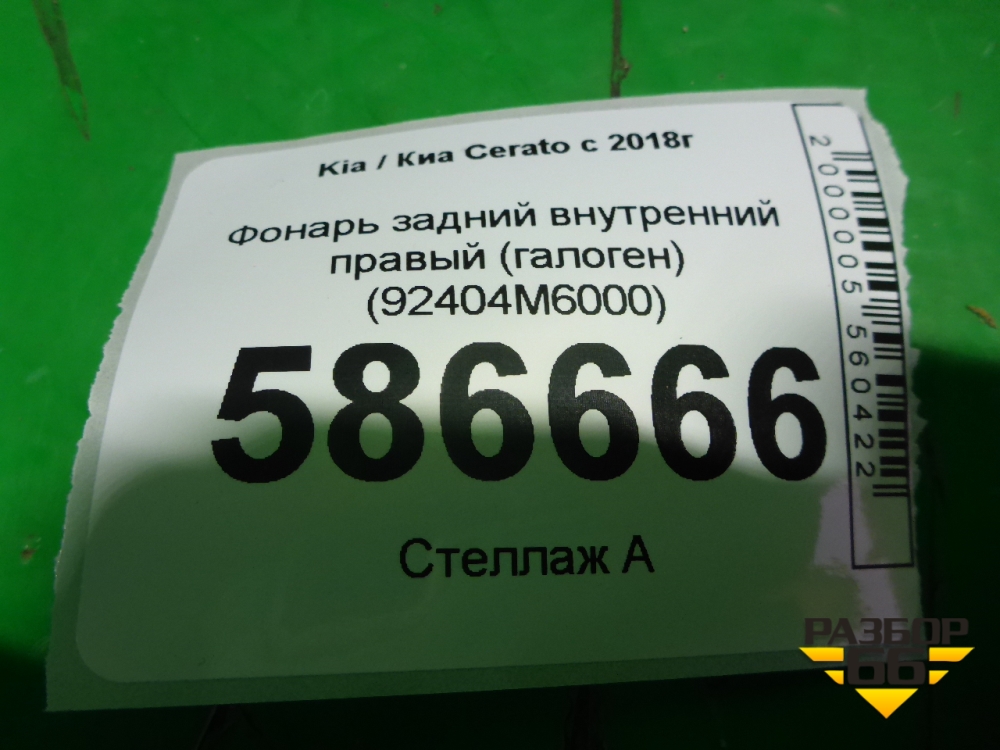 Kia / Киа Cerato с 2018г
Фонарь задний внутренний
правый (галоген)
(92404M6000)
586666
Стеллаж А
2000005560422
РАЗБОР
66